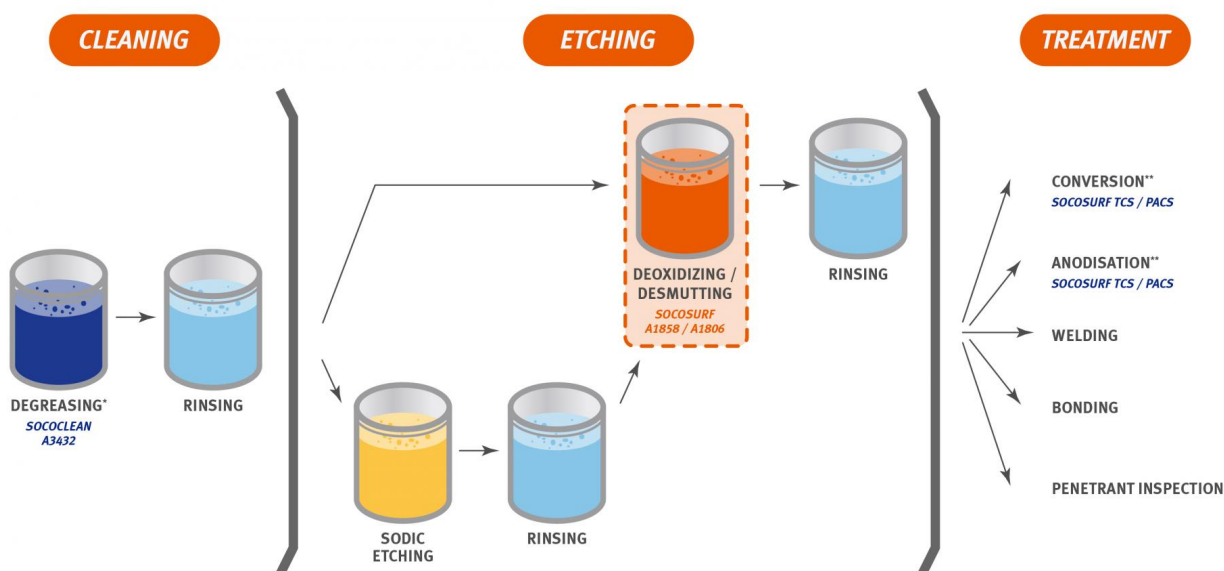 CLEANING
ETCHING
TREATMENT
DEGREASING*
SOCOCLEAN
A3432
RINSING
SODIC
ETCHING
RINSING
DEOXIDIZING /
DESMUTTING
SOCOSURF
A1858 / A1806
RINSING
CONVERSION**
SOCOSURF TCS / PACS
ANODISATION**
SOCOSURF TCS / PACS
WELDING
BONDING
PENETRANT INSPECTION